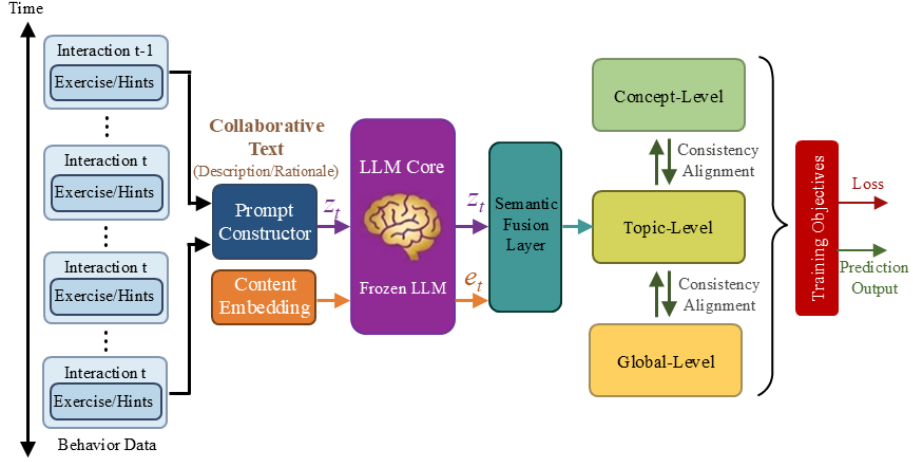 Time
Interaction t-1
Exercise/Hints
Interaction t
Exercise/Hints
Interaction t
Exercise/Hints
Interaction t
Exercise/Hints
Behavior Data
Collaborative
Text
(Description/Rationale)
Prompt
Constructor
Content
Embedding
z_t
LLM Core
Frozen LLM
z_t
e_t
Semantic
Fusion
Layer
Concept-Level
Consistency
Alignment
Topic-Level
Consistency
Alignment
Global-Level
Training Objectives
Loss
Prediction
Output